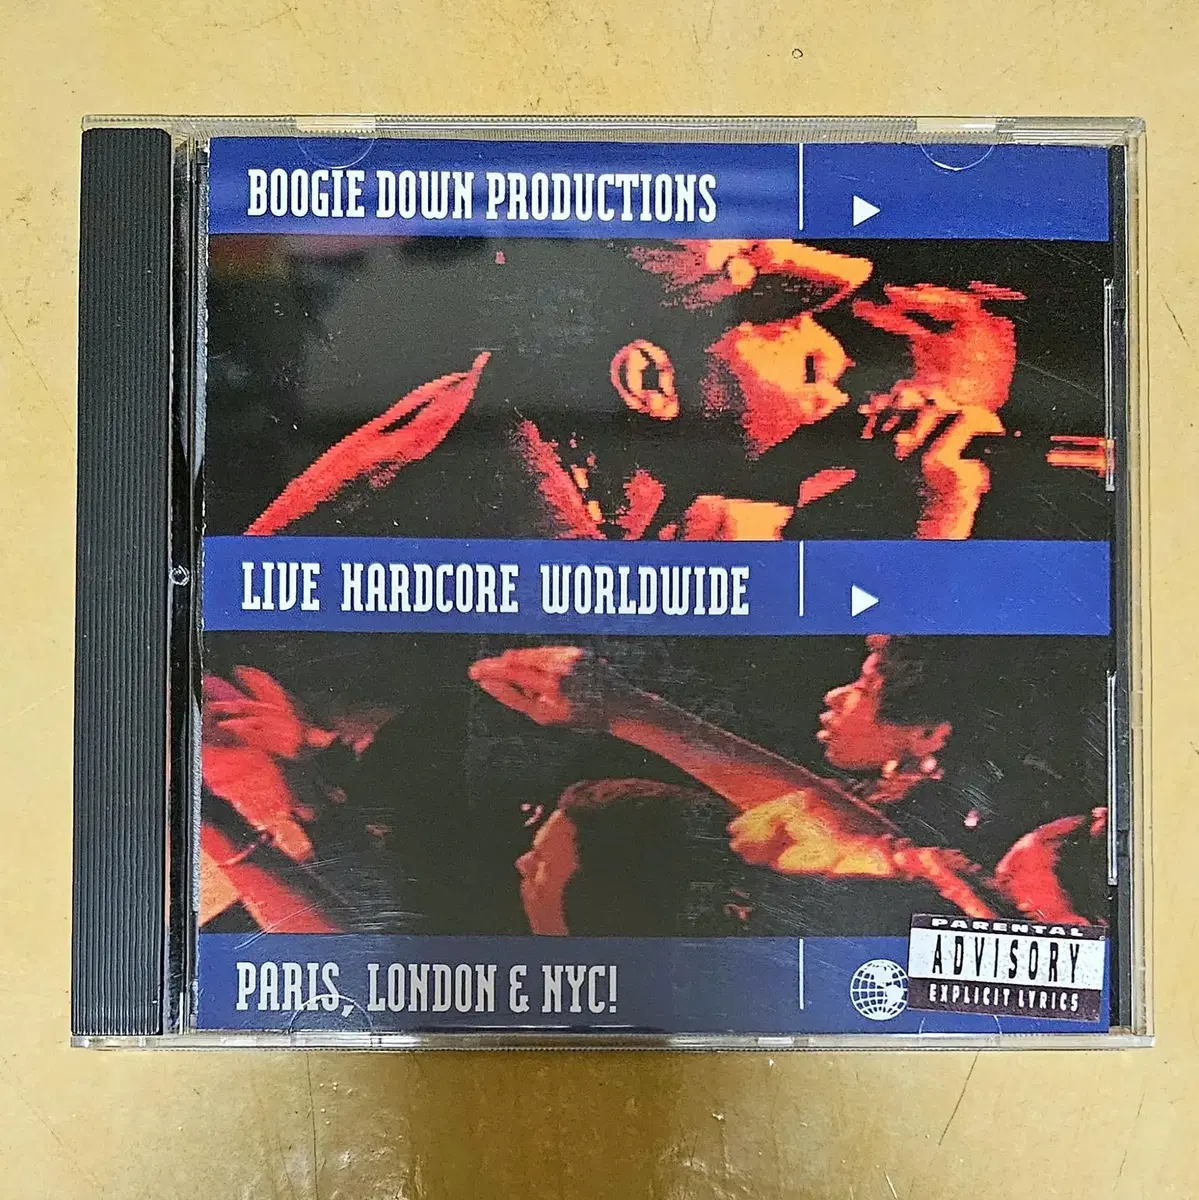 BOOGIE DOWN PRODUCTIONS
LIVE HARDCORE WORLDWIDE
PARIS, LONDON & NYC!
PARENTAL
ADVISORY
EXPLICIT LYRICS